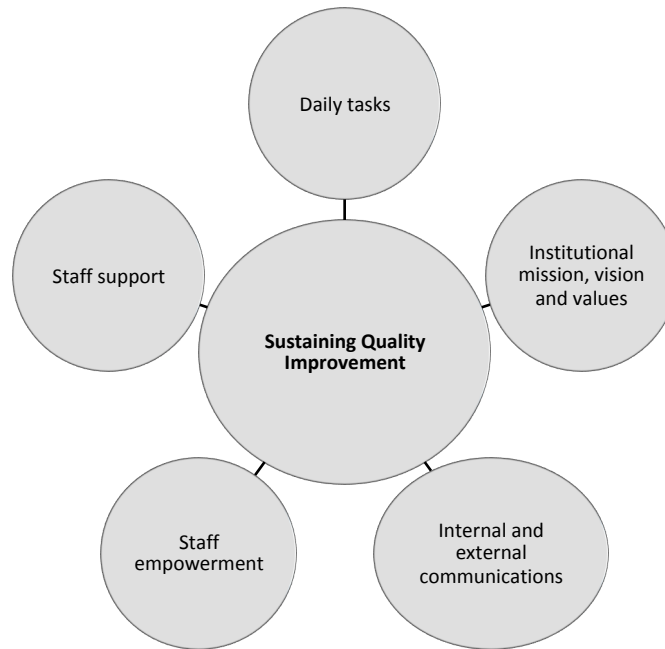 Daily tasks
Staff support
Institutional
mission, vision
and values
Sustaining Quality
Improvement
Staff
empowerment
Internal and
external
communications